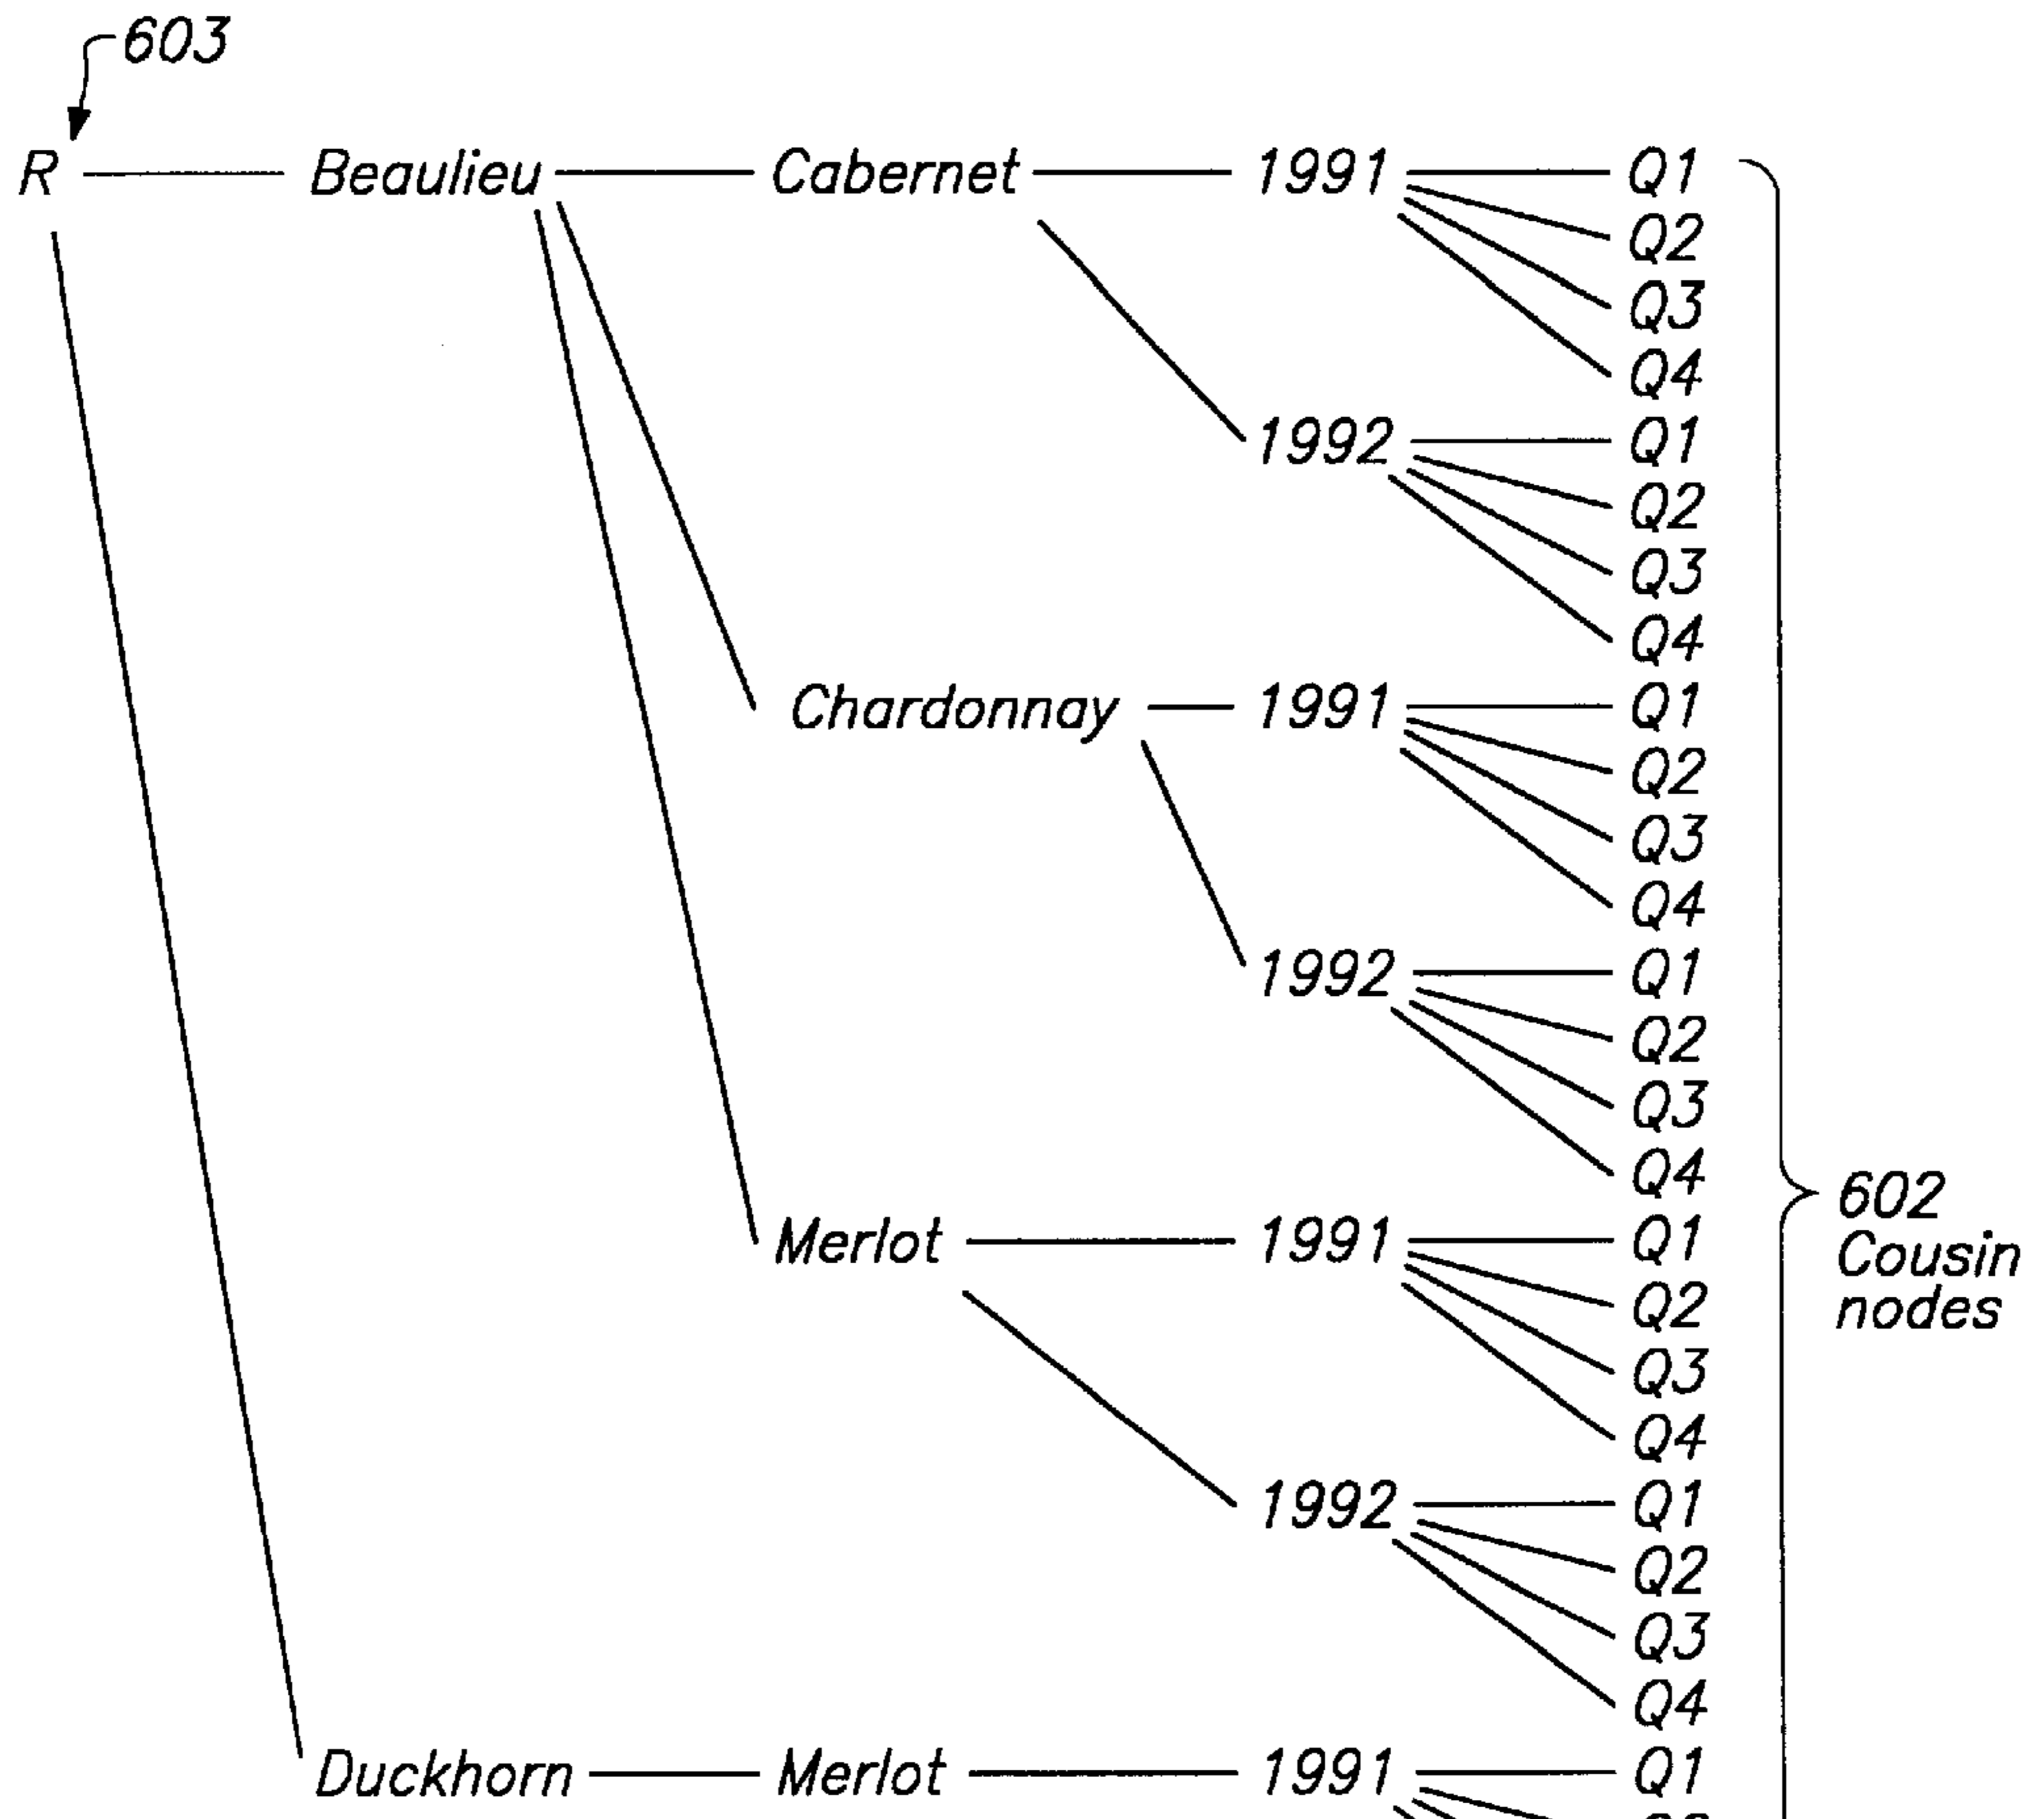 603
R Beaulieu Cabernet 1991 Q1
Q2
Q3
Q4
1992 Q1
Q2
Q3
Q4
Chardonnay 1991 Q1
Q2
Q3
Q4
1992 Q1
Q2
Q3
Q4
602
Cousin
nodes
Merlot 1991 Q1
Q2
Q3
Q4
1992 Q1
Q2
Q3
Q4
Duckhorn Merlot 1991 Q1